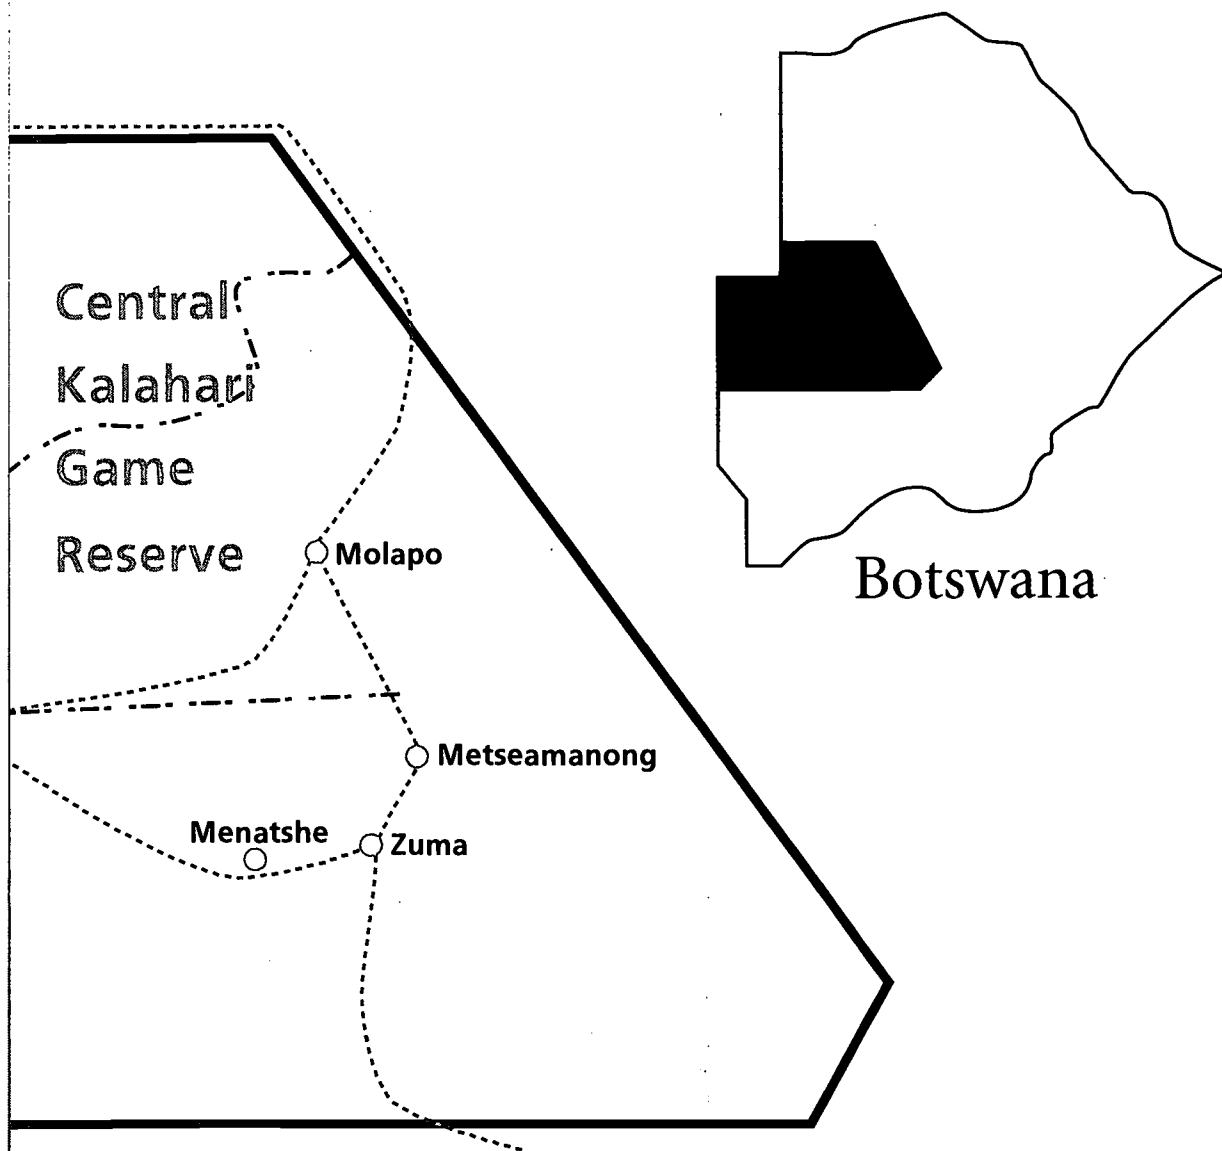 Central
Kalahari
Game
Reserve
Molapo
Metseamanong
Menatshe
Zuma
Botswana